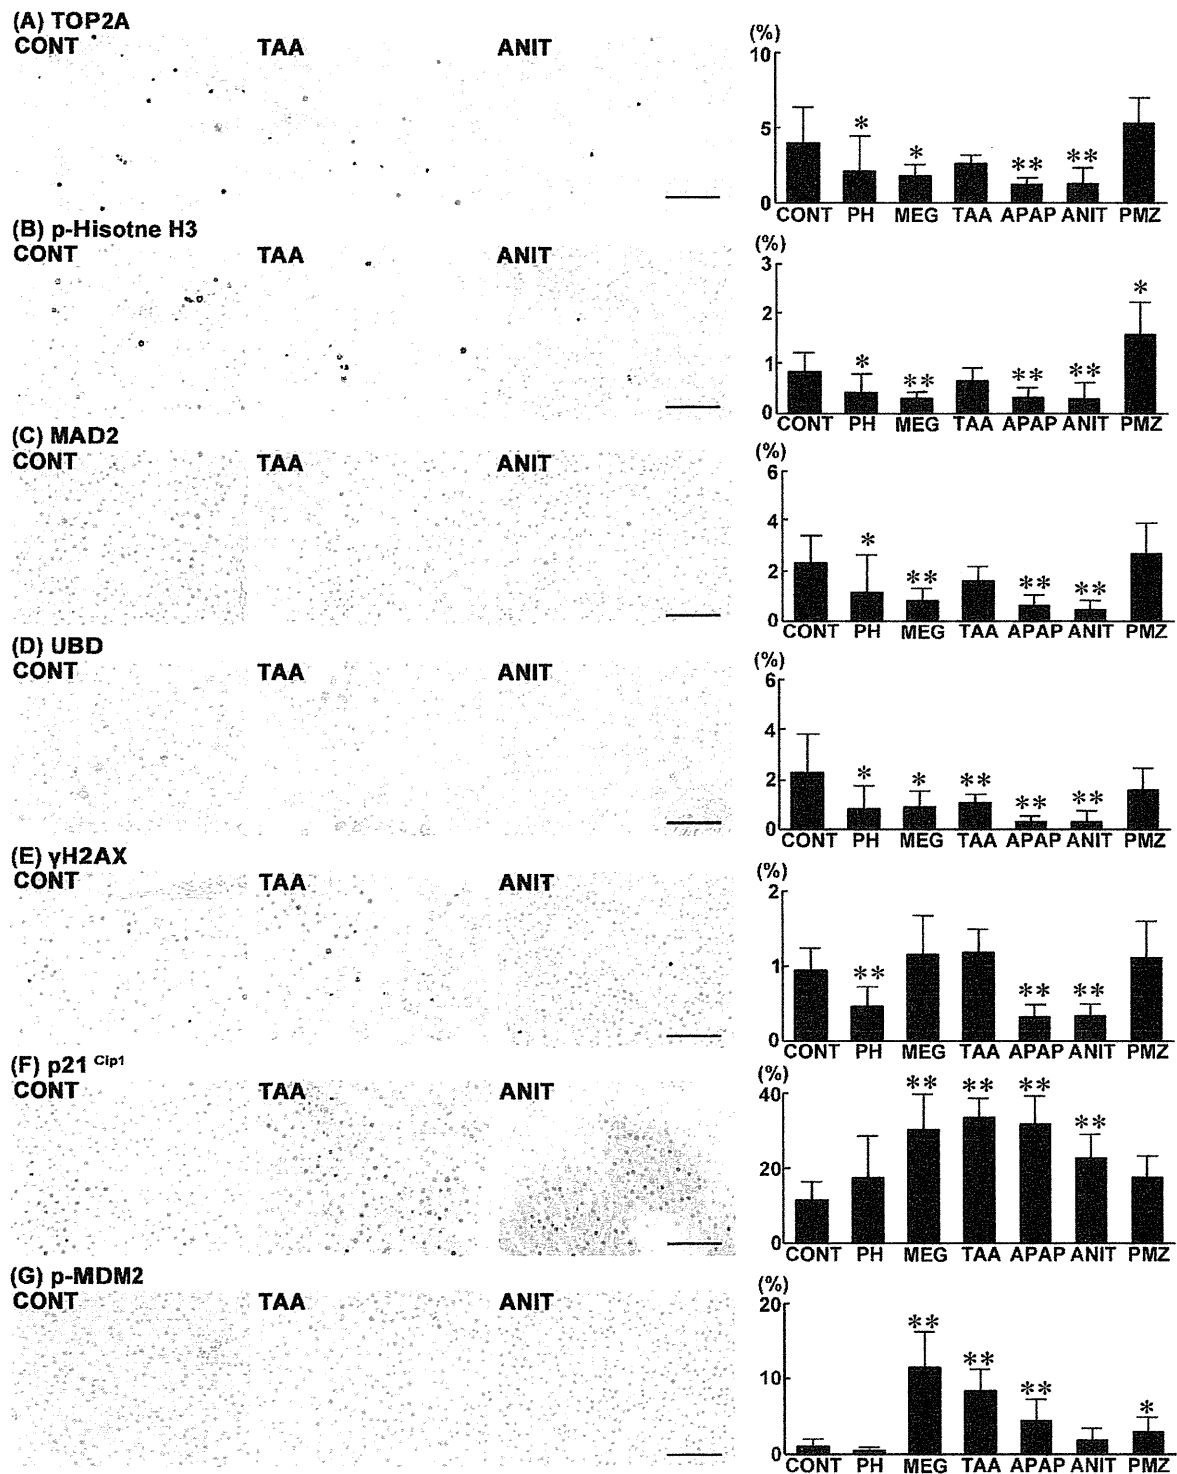 (A) TOP2A
CONT TAA ANIT
(%)
10
5
0
* * ** **
CONT PH MEG TAA APAP ANIT PMZ
(B) p-Hisotne H3
CONT TAA ANIT
(%)
3
2
1
0
* ** ** ** *
CONT PH MEG TAA APAP ANIT PMZ
(C) MAD2
CONT TAA ANIT
(%)
6
4
2
0
* ** ** **
CONT PH MEG TAA APAP ANIT PMZ
(D) UBD
CONT TAA ANIT
(%)
6
4
2
0
* * ** ** **
CONT PH MEG TAA APAP ANIT PMZ
(E) γH2AX
CONT TAA ANIT
(%)
2
1
0
** ** **
CONT PH MEG TAA APAP ANIT PMZ
(F) p21 Cip1
CONT TAA ANIT
(%)
40
20
0
** ** ** **
CONT PH MEG TAA APAP ANIT PMZ
(G) p-MDM2
CONT TAA ANIT
(%)
20
10
0
** ** ** *
CONT PH MEG TAA APAP ANIT PMZ